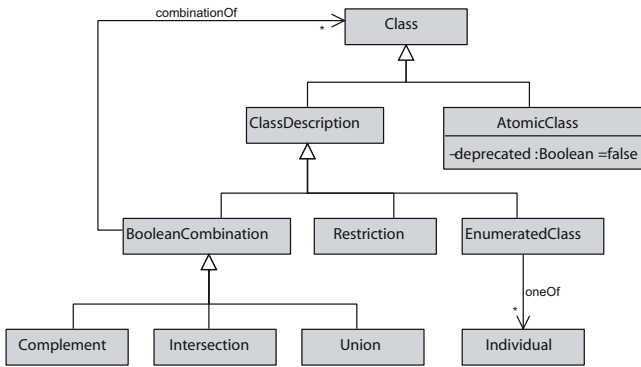 combinationOf
*
Class
ClassDescription
AtomicClass
-deprecated :Boolean =false
BooleanCombination
Restriction
EnumeratedClass
oneOf
*
Complement
Intersection
Union
Individual